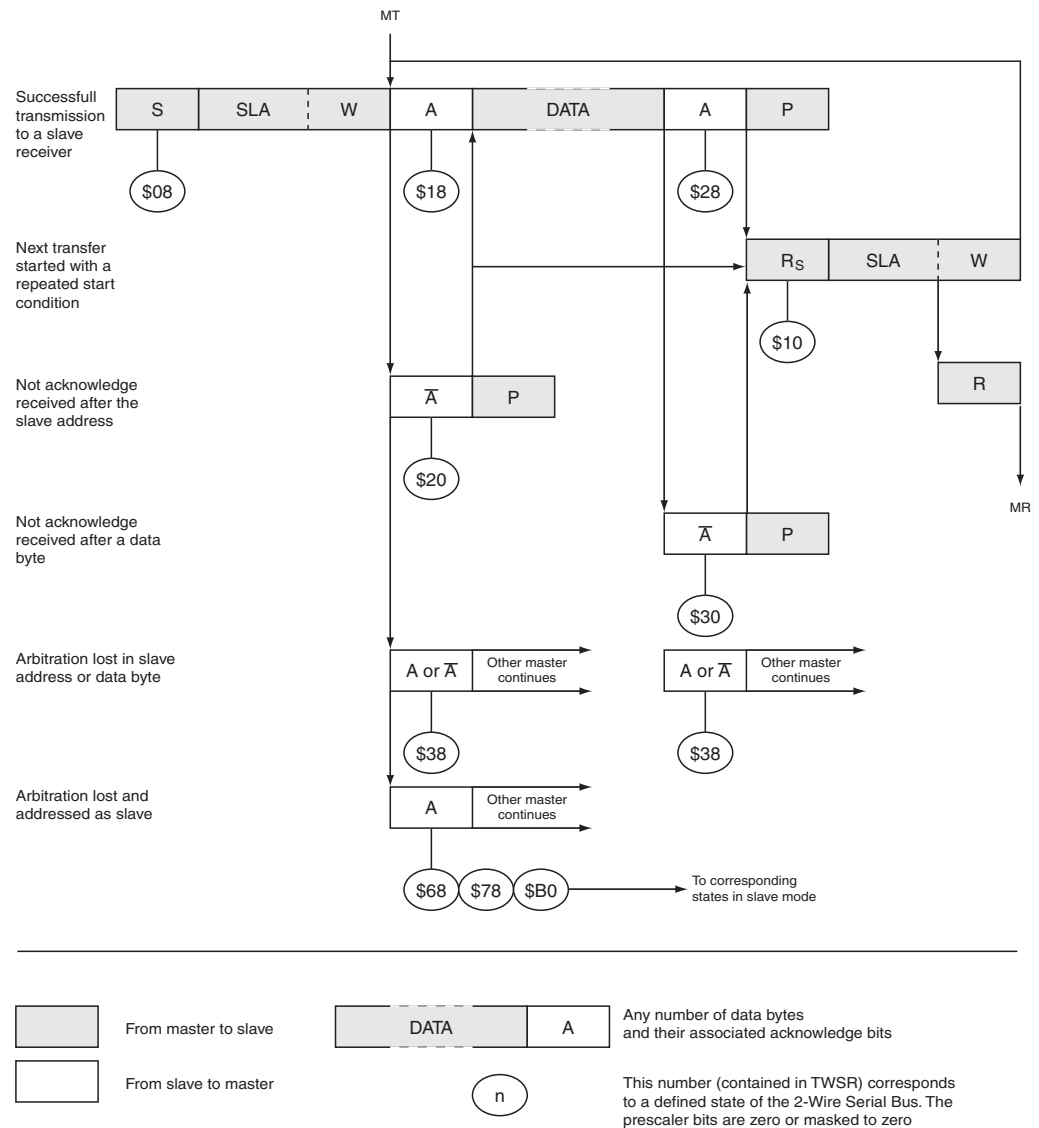 MT
Successfull
transmission
to a slave
receiver
S
SLA
W
A
DATA
A
P
$08
$18
$28
Next transfer
started with a
repeated start
condition
RS
SLA
W
$10
Not acknowledge
received after the
slave address
A̅
P
R
$20
MR
Not acknowledge
received after a data
byte
A̅
P
$30
Arbitration lost in slave
address or data byte
A or A̅
Other master
continues
A or A̅
Other master
continues
$38
$38
Arbitration lost and
addressed as slave
A
Other master
continues
$68
$78
$B0
To corresponding
states in slave mode
From master to slave
DATA
A
Any number of data bytes
and their associated acknowledge bits
From slave to master
n
This number (contained in TWSR) corresponds
to a defined state of the 2-Wire Serial Bus. The
prescaler bits are zero or masked to zero